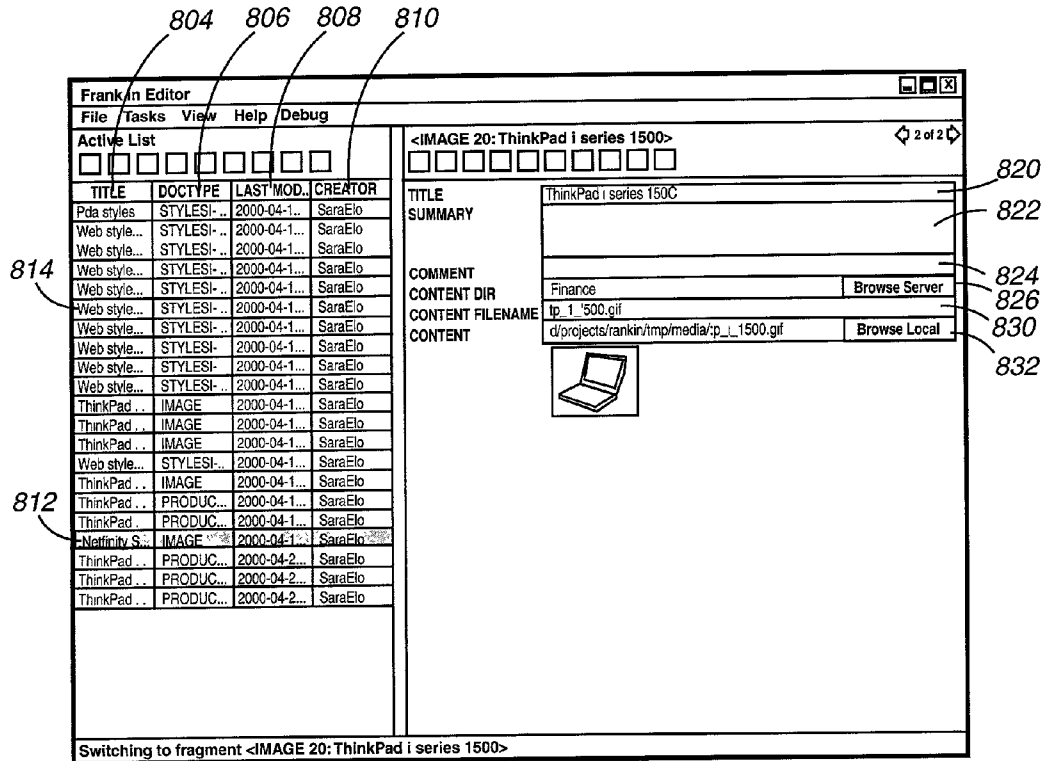 804 806 808 810
Frank in Editor
File Tasks View Help Debug
Active List
<IMAGE 20: ThinkPad i series 1500>
2 of 2
TITLE DOCTYPE LAST MOD.. CREATOR
Pda styles STYLESI- .. 2000-04-1.. SaraElo
Web style... STYLESI- .. 2000-04-1... SaraElo
Web style... STYLESI- .. 2000-04-1... SaraElo
Web style... STYLESI- .. 2000-04-1... SaraElo
Web style... STYLESI- .. 2000-04-1... SaraElo
Web style... STYLESI- .. 2000-04-1... SaraElo
Web style... STYLESI- .. 2000-04-1... SaraElo
Web style... STYLESI- 2000-04-1... SaraElo
Web style... STYLESI- 2000-04-1... SaraElo
Web style... STYLESI- .. 2000-04-1... SaraElo
ThinkPad . . IMAGE 2000-04-1... SaraElo
ThinkPad . . IMAGE 2000-04-1... SaraElo
ThinkPad . . IMAGE 2000-04-1... SaraElo
Web style... STYLESI-.. 2000-04-1... SaraElo
ThinkPad . . IMAGE 2000-04-1... SaraElo
ThinkPad . . PRODUC... 2000-04-1... SaraElo
ThinkPad . PRODUC... 2000-04-1... SaraElo
Netfinity S... IMAGE 2000-04-1... SaraElo
ThinkPad . . PRODUC... 2000-04-2... SaraElo
ThinkPad . . PRODUC... 2000-04-2... SaraElo
ThinkPad . . PRODUC... 2000-04-2... SaraElo
814
812
TITLE ThinkPad i series 150C
SUMMARY
COMMENT
CONTENT DIR Finance Browse Server
CONTENT FILENAME tp_1_'500.gif
CONTENT d/projects/rankin/tmp/media/:p_i_1500.gif Browse Local
820
822
824
826
830
832
Switching to fragment <IMAGE 20: ThinkPad i series 1500>